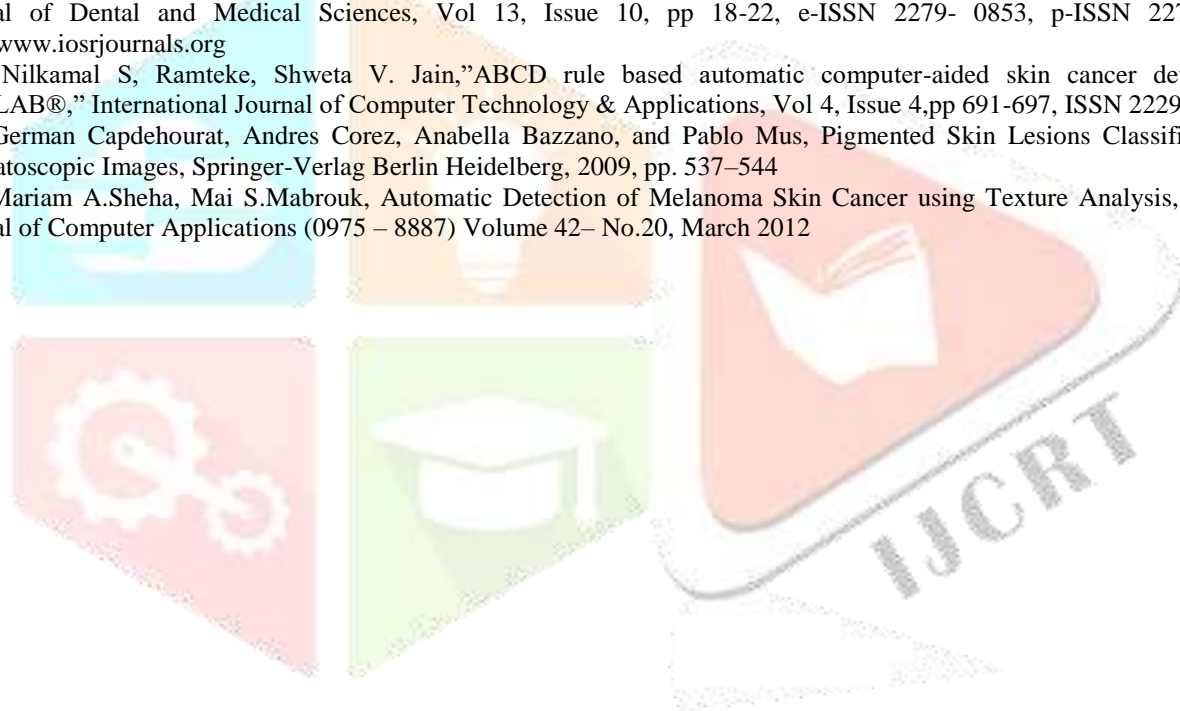 al of Dental and Medical Sciences, Vol 13, Issue 10, pp 18-22, e-ISSN 2279- 0853, p-ISSN 227
www.iosrjournals.org
Nilkamal S, Ramteke, Shweta V. Jain,”ABCD rule based automatic computer-aided skin cancer de
LAB®,” International Journal of Computer Technology & Applications, Vol 4, Issue 4,pp 691-697, ISSN 2229
German Capdehourat, Andres Corez, Anabella Bazzano, and Pablo Mus, Pigmented Skin Lesions Classifi
atoscopic Images, Springer-Verlag Berlin Heidelberg, 2009, pp. 537–544
Mariam A.Sheha, Mai S.Mabrouk, Automatic Detection of Melanoma Skin Cancer using Texture Analysis,
al of Computer Applications (0975 – 8887) Volume 42– No.20, March 2012
IJCRT